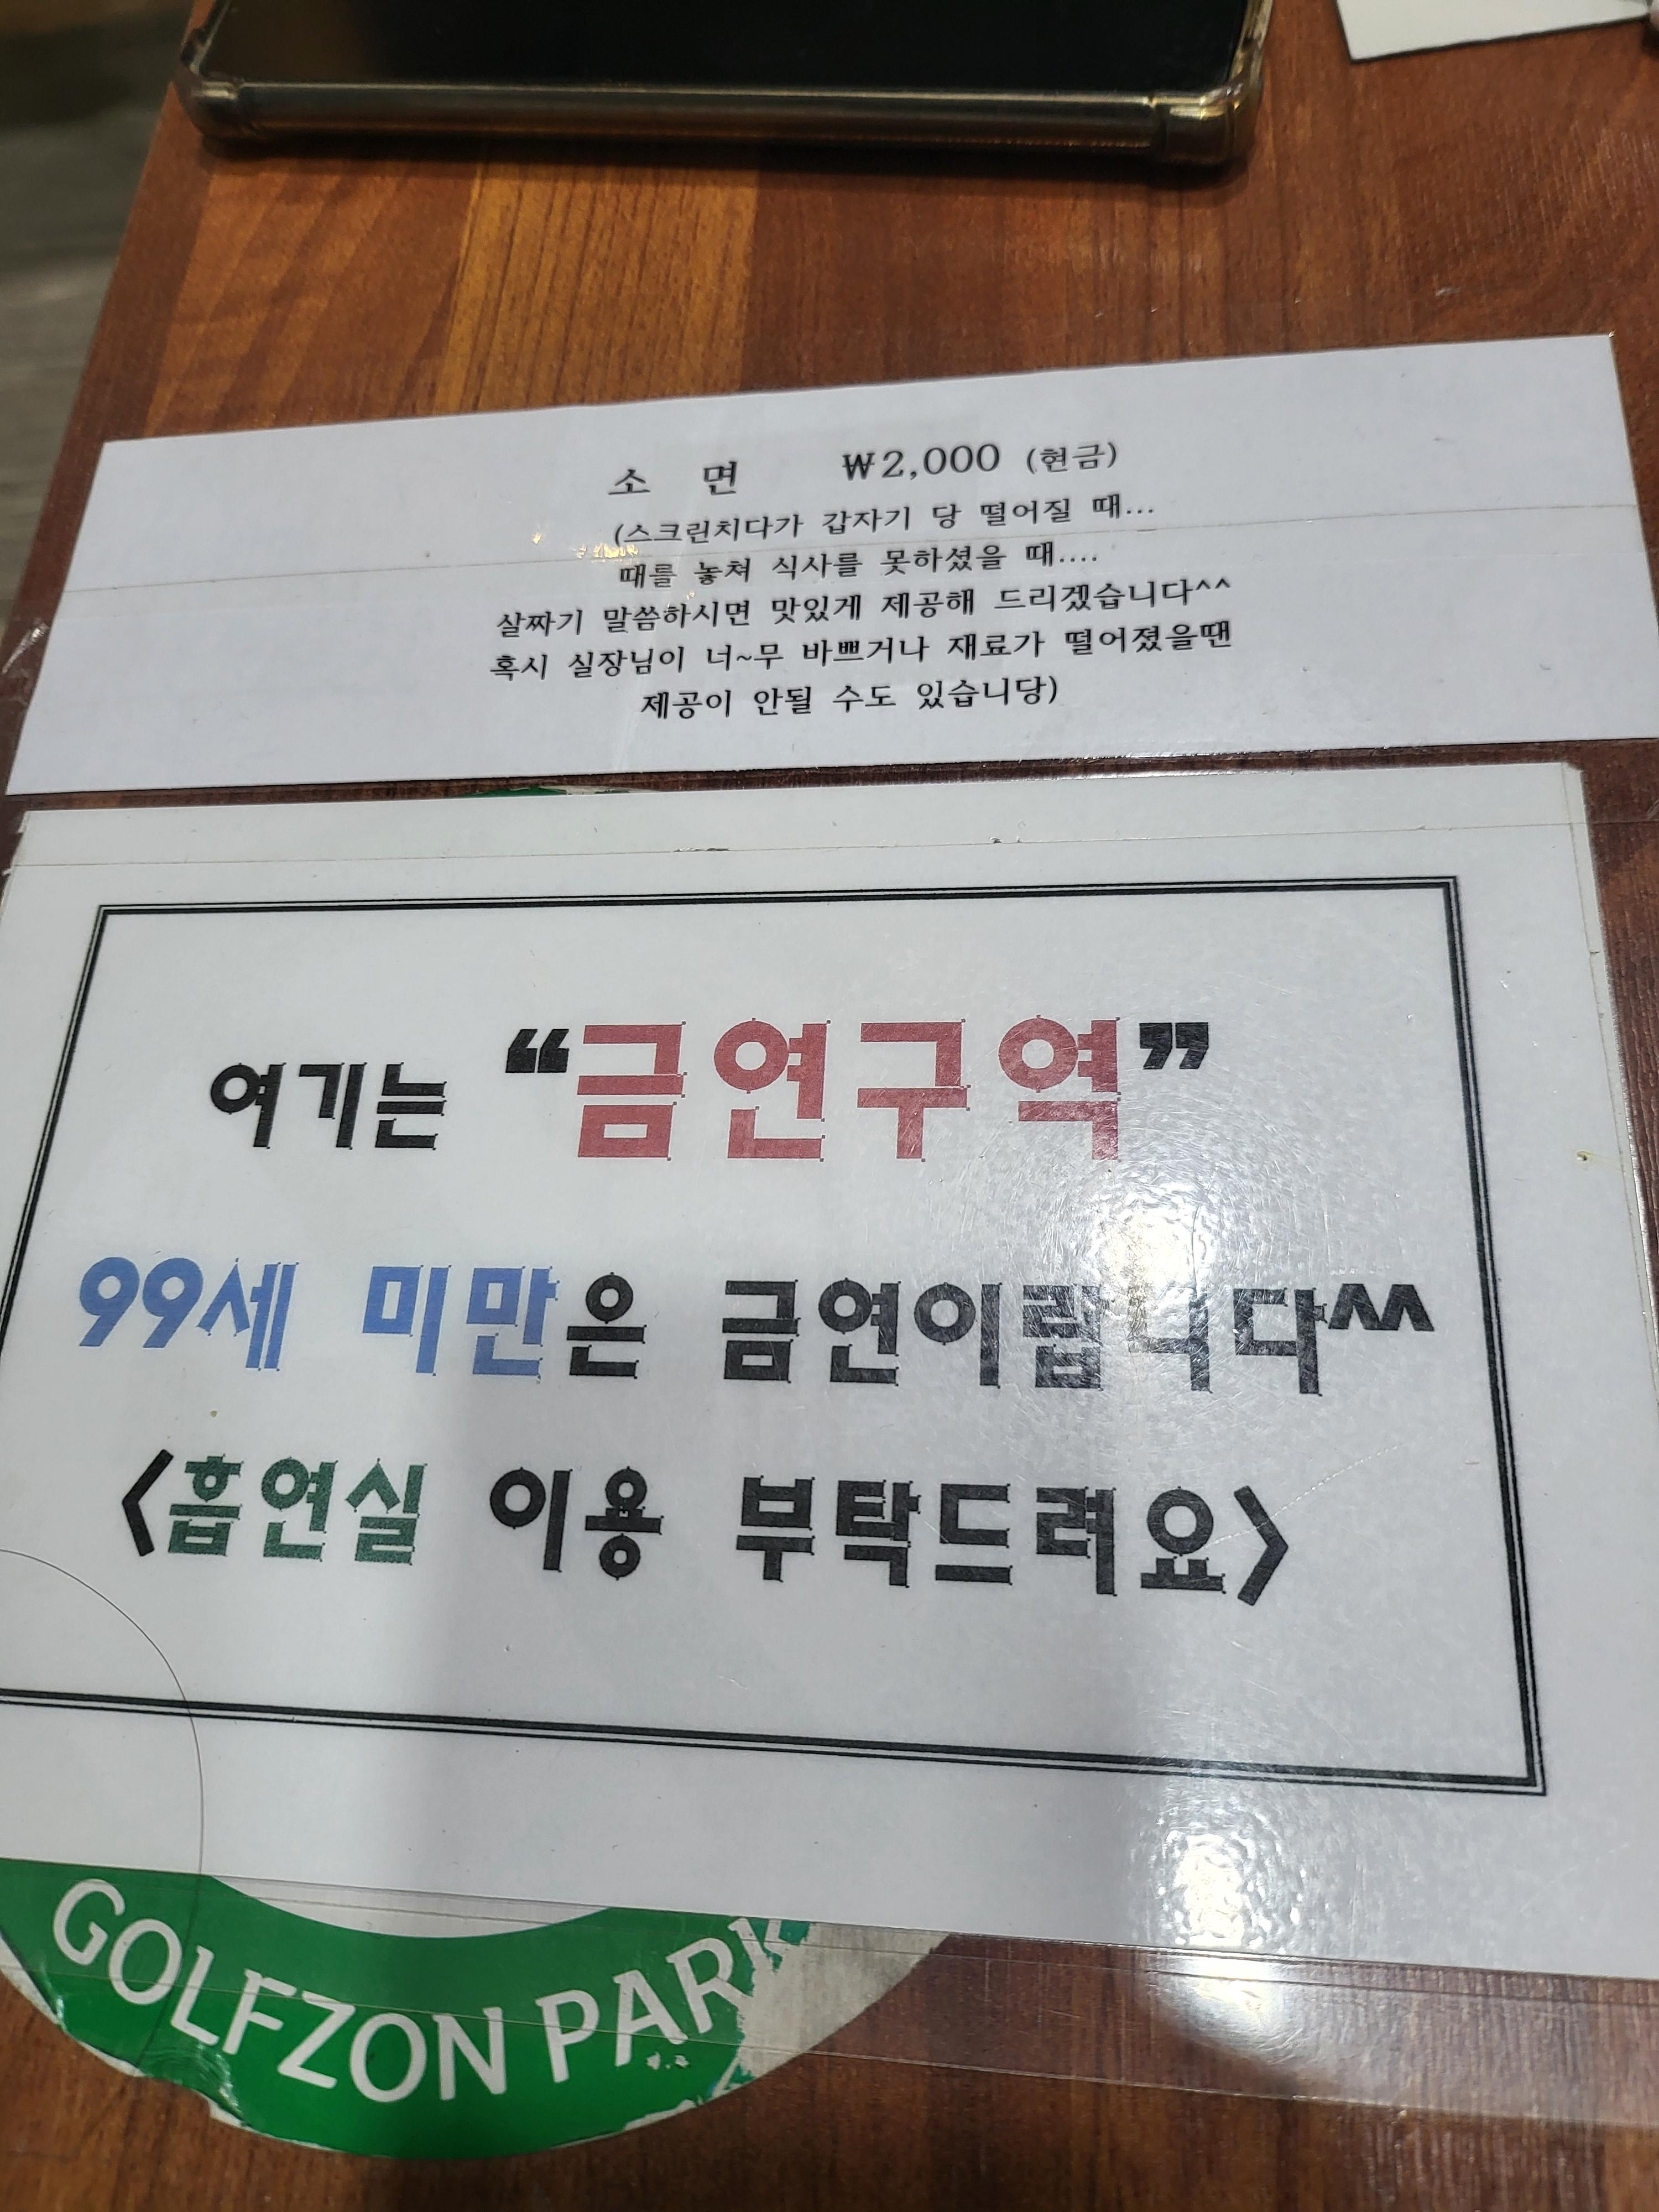 소 면 ₩2,000 (현금)
(스크린치다가 갑자기 당 떨어질 때...
때를 놓쳐 식사를 못하셨을 때....
살짜기 말씀하시면 맛있게 제공해 드리겠습니다^^
혹시 실장님이 너~무 바쁘거나 재료가 떨어졌을땐
제공이 안될 수도 있습니당)
여기는 “금연구역”
99세 미만은 금연이랍니다^^
<흡연실 이용 부탁드려요>
GOLFZON PARK